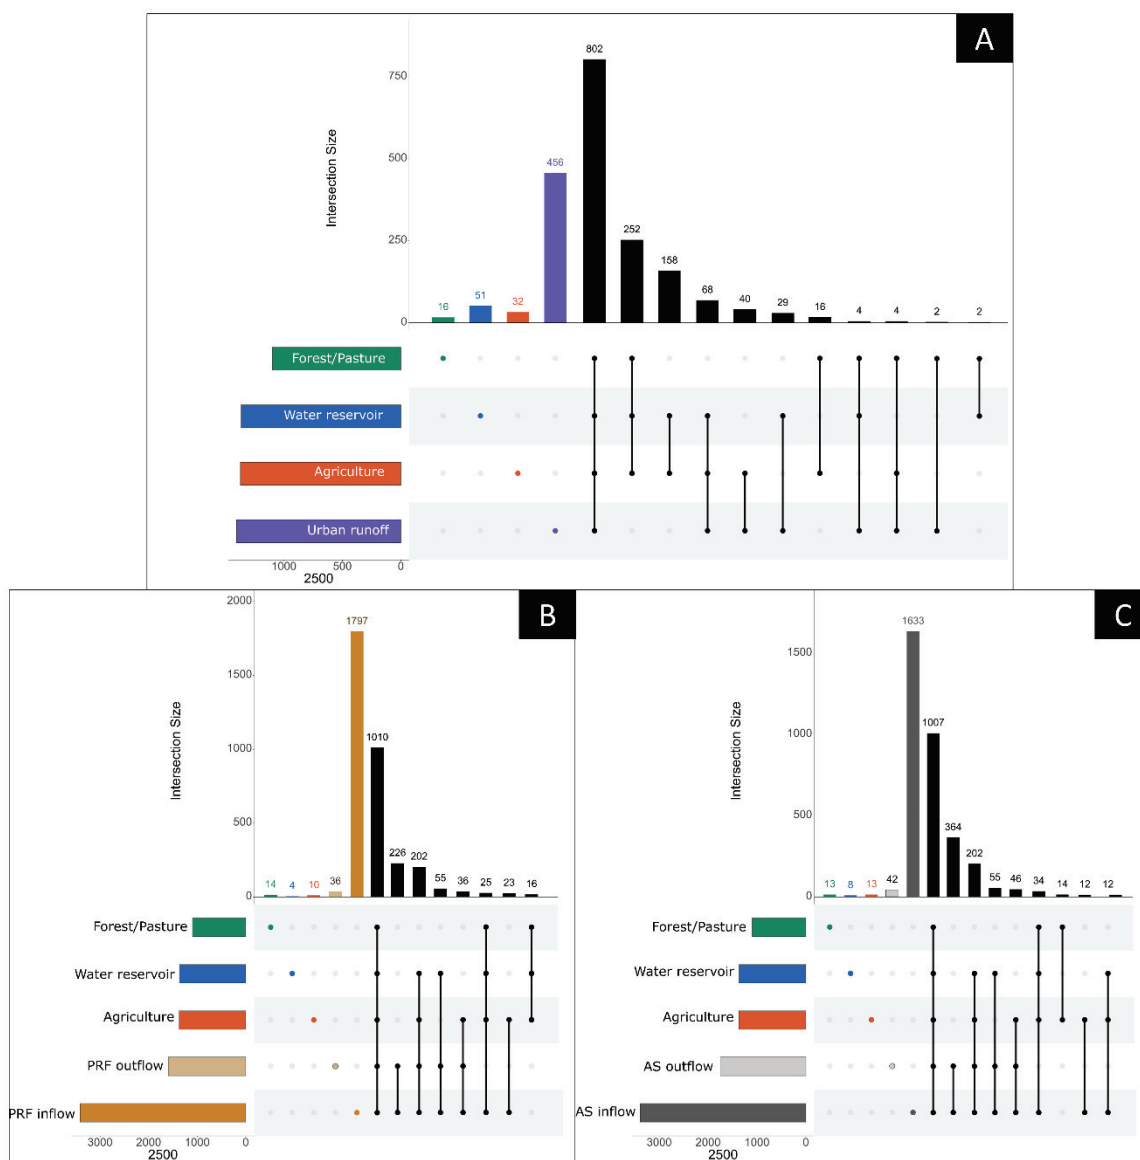 A
Intersection Size
750
500
250
0
16
51
32
456
802
252
158
68
40
29
16
4
4
2
2
Forest/Pasture
Water reservoir
Agriculture
Urban runoff
1000 500 0
2500
B
Intersection Size
2000
1500
1000
500
0
14
4
10
36
1797
1010
226
202
55
36
25
23
16
Forest/Pasture
Water reservoir
Agriculture
PRF outflow
PRF inflow
3000 2000 1000 0
2500
C
Intersection Size
1500
1000
500
0
13
8
13
42
1633
1007
364
202
55
46
34
14
12
12
Forest/Pasture
Water reservoir
Agriculture
AS outflow
AS inflow
3000 2000 1000 0
2500